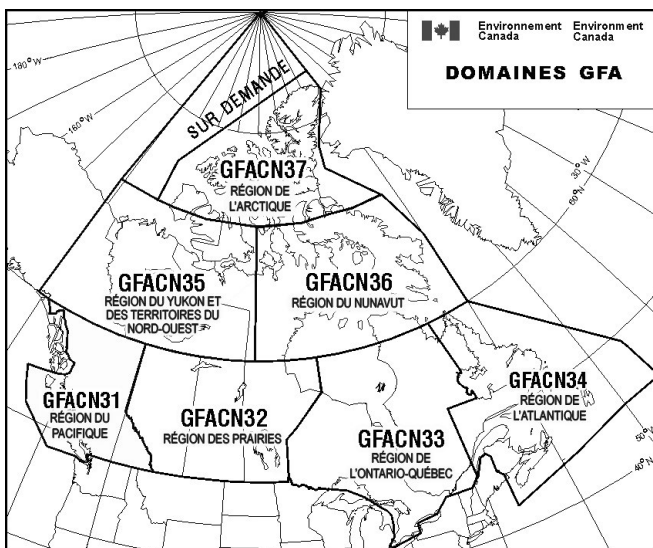 Environnement Canada
Environment Canada
DOMAINES GFA
180°W
160°W
SUR DEMANDE
GFACN37
RÉGION DE
L'ARCTIQUE
30°W
60°N
GFACN35
RÉGION DU YUKON ET
DES TERRITOIRES DU
NORD-OUEST
GFACN36
RÉGION DU NUNAVUT
GFACN31
RÉGION DU
PACIFIQUE
GFACN32
RÉGION DES PRAIRIES
GFACN33
RÉGION DE
L'ONTARIO-QUÉBEC
GFACN34
RÉGION DE
L'ATLANTIQUE
50°W
40°N